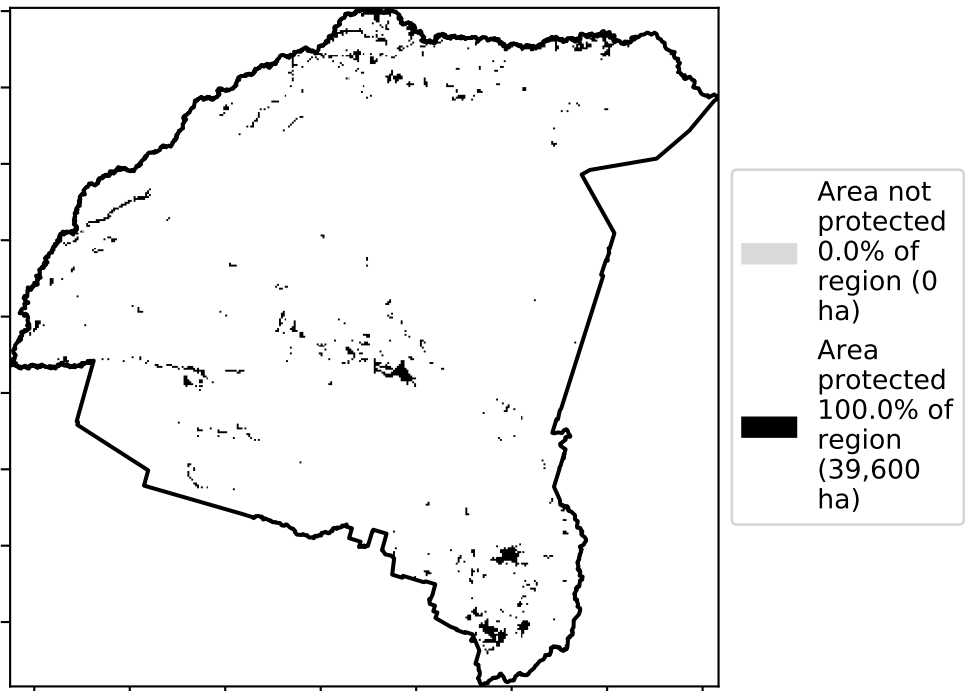 Area not
protected
0.0% of
region (0
ha)
Area
protected
100.0% of
region
(39,600
ha)